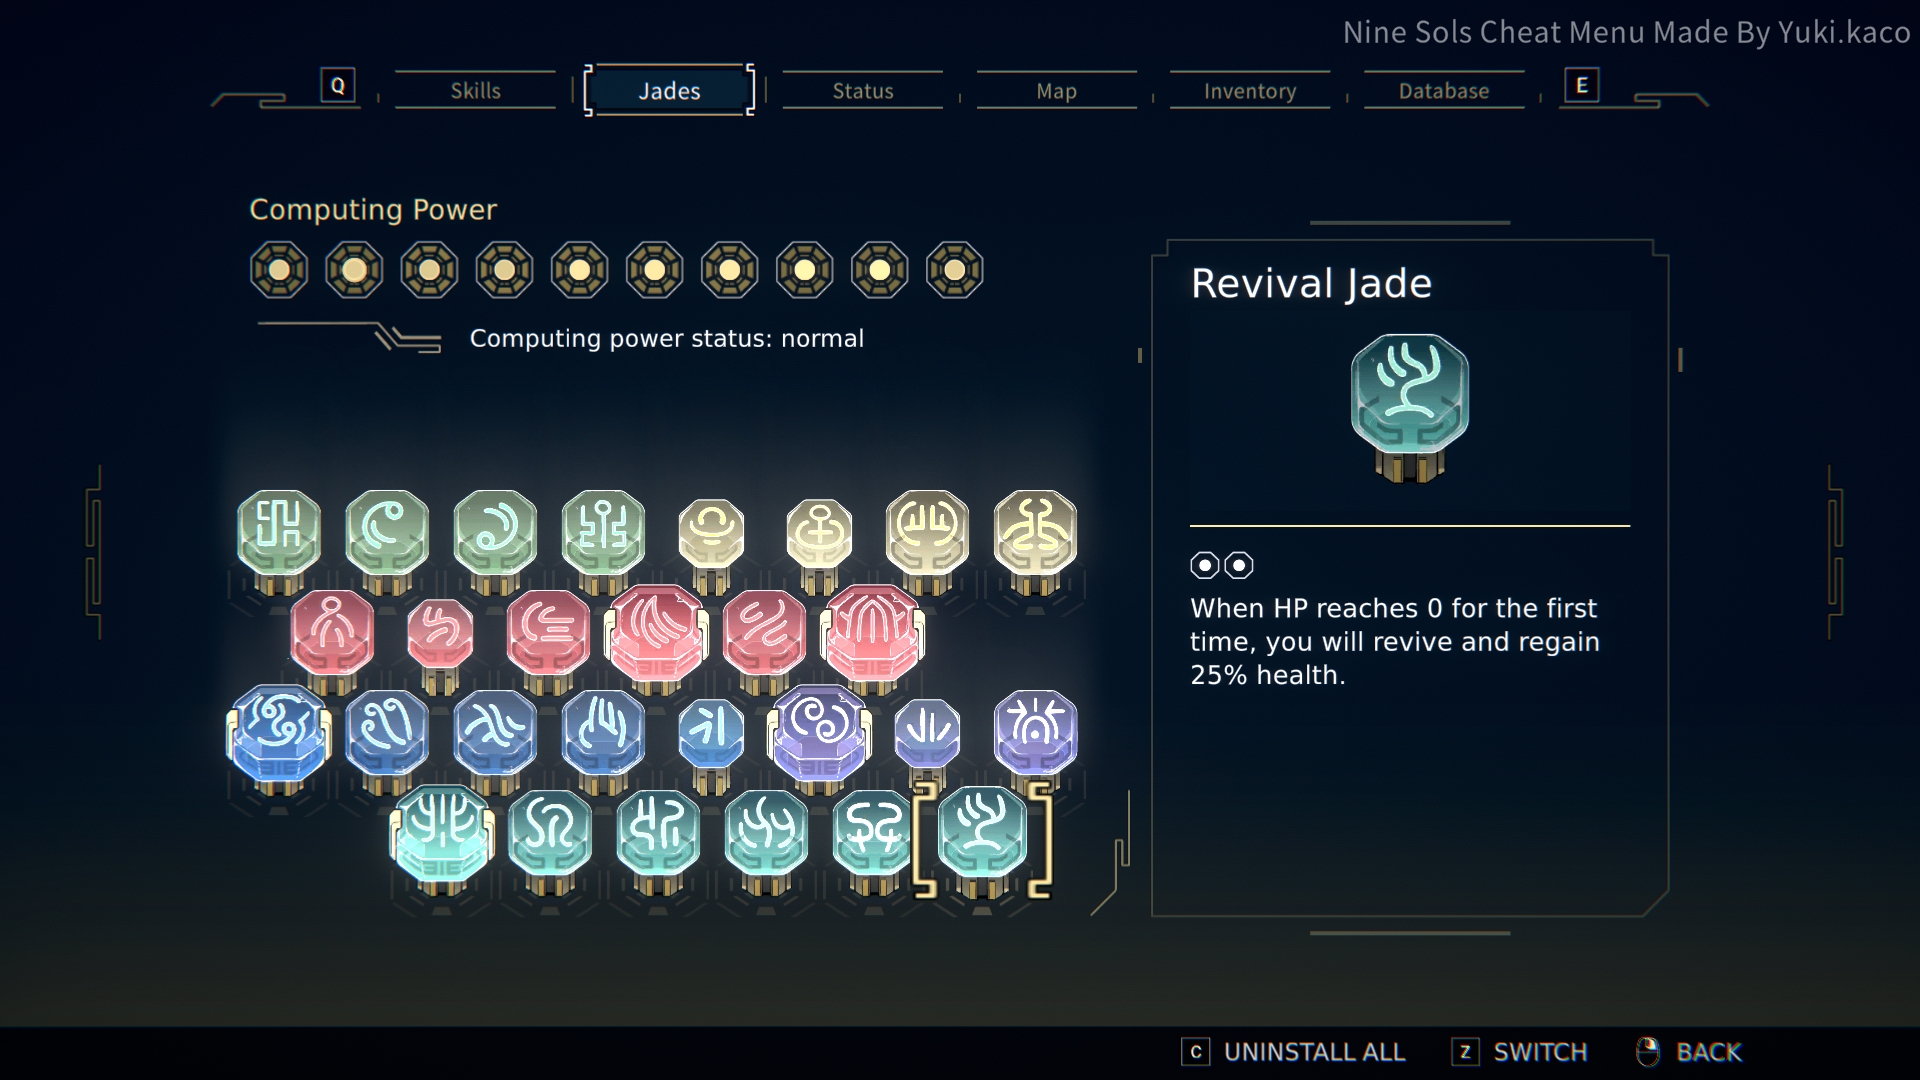 Nine Sols Cheat Menu Made By Yuki.kaco
Q
Skills
Jades
Status
Map
Inventory
Database
E
Computing Power
Computing power status: normal
Revival Jade
When HP reaches 0 for the first
time, you will revive and regain
25% health.
C UNINSTALL ALL
Z SWITCH
BACK